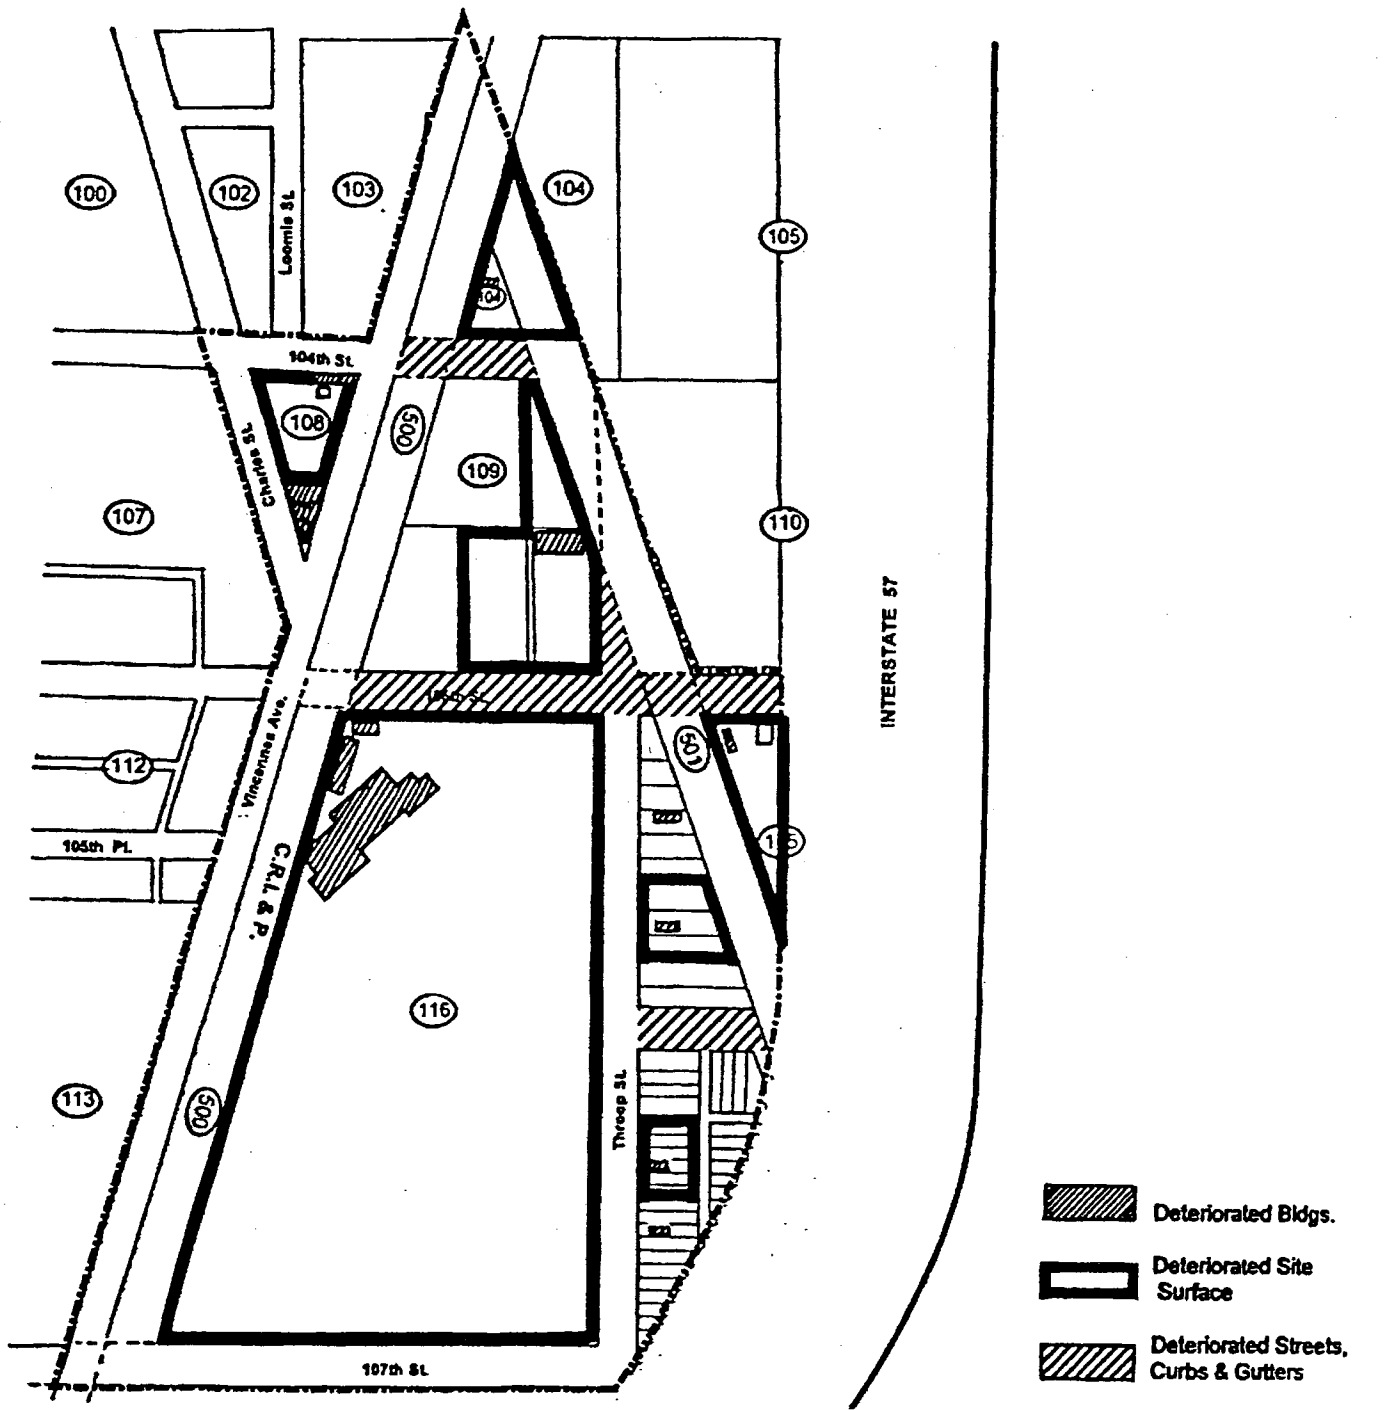 100
102
Loomis St.
103
104
105
104
104th St.
108
500
Charles St.
109
107
110
INTERSTATE 57
Vincennes Ave.
501
112
105th Pl.
C.R.I. & P.
116
113
500
Throop St.
107th St.
Deteriorated Bldgs.
Deteriorated Site
Surface
Deteriorated Streets,
Curbs & Gutters